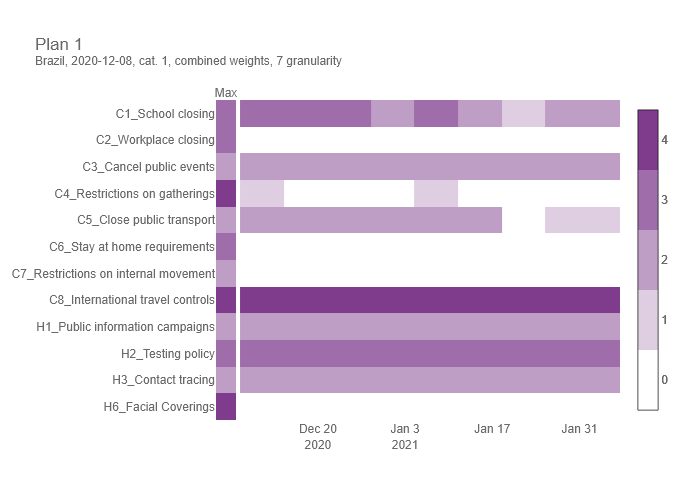 Plan 1
Brazil, 2020-12-08, cat. 1, combined weights, 7 granularity
Max
C1_School closing
C2_Workplace closing
C3_Cancel public events
C4_Restrictions on gatherings
C5_Close public transport
C6_Stay at home requirements
C7_Restrictions on internal movement
C8_International travel controls
H1_Public information campaigns
H2_Testing policy
H3_Contact tracing
H6_Facial Coverings
Dec 20 Jan 3 Jan 17 Jan 31
2020 2021
4
3
2
1
0